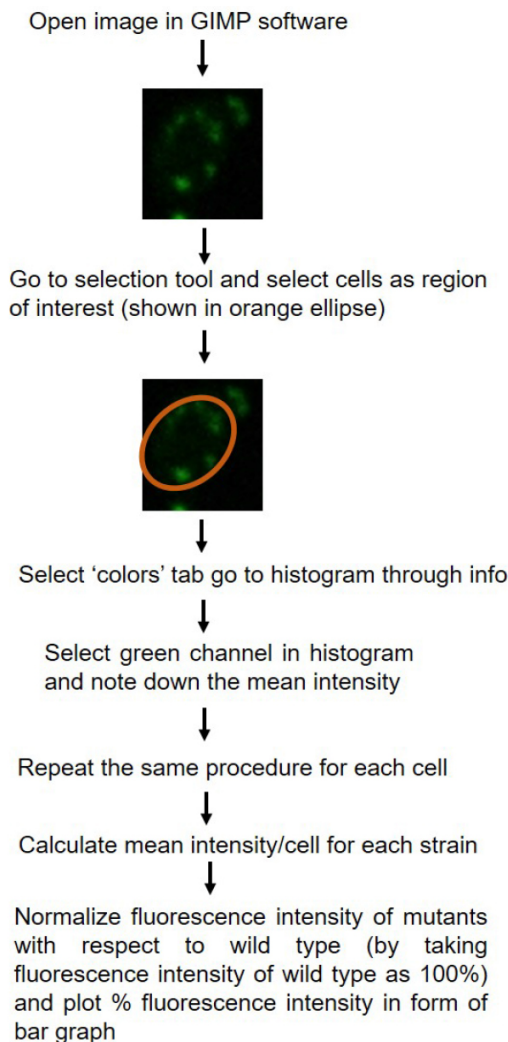 Open image in GIMP software
Go to selection tool and select cells as region
of interest (shown in orange ellipse)
Select ‘colors’ tab go to histogram through info
Select green channel in histogram
and note down the mean intensity
Repeat the same procedure for each cell
Calculate mean intensity/cell for each strain
Normalize fluorescence intensity of mutants
with respect to wild type (by taking
fluorescence intensity of wild type as 100%)
and plot % fluorescence intensity in form of
bar graph